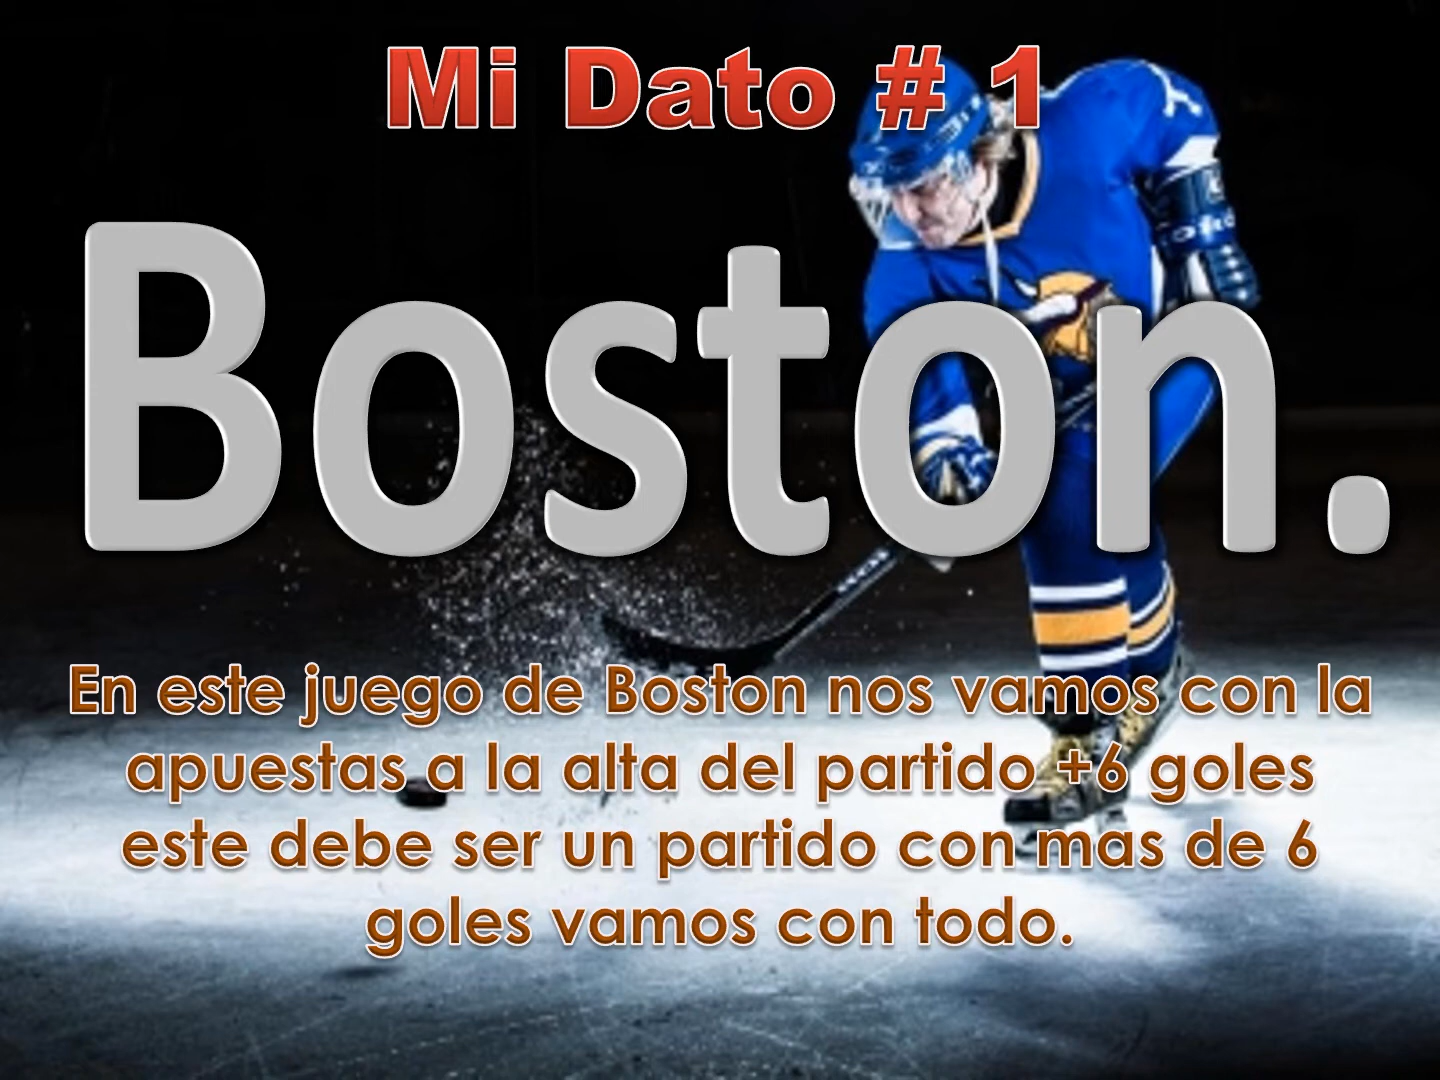 Mi Dato # 1
Boston.
En este juego de Boston nos vamos con la
apuestas a la alta del partido +6 goles
este debe ser un partido con mas de 6
goles vamos con todo.